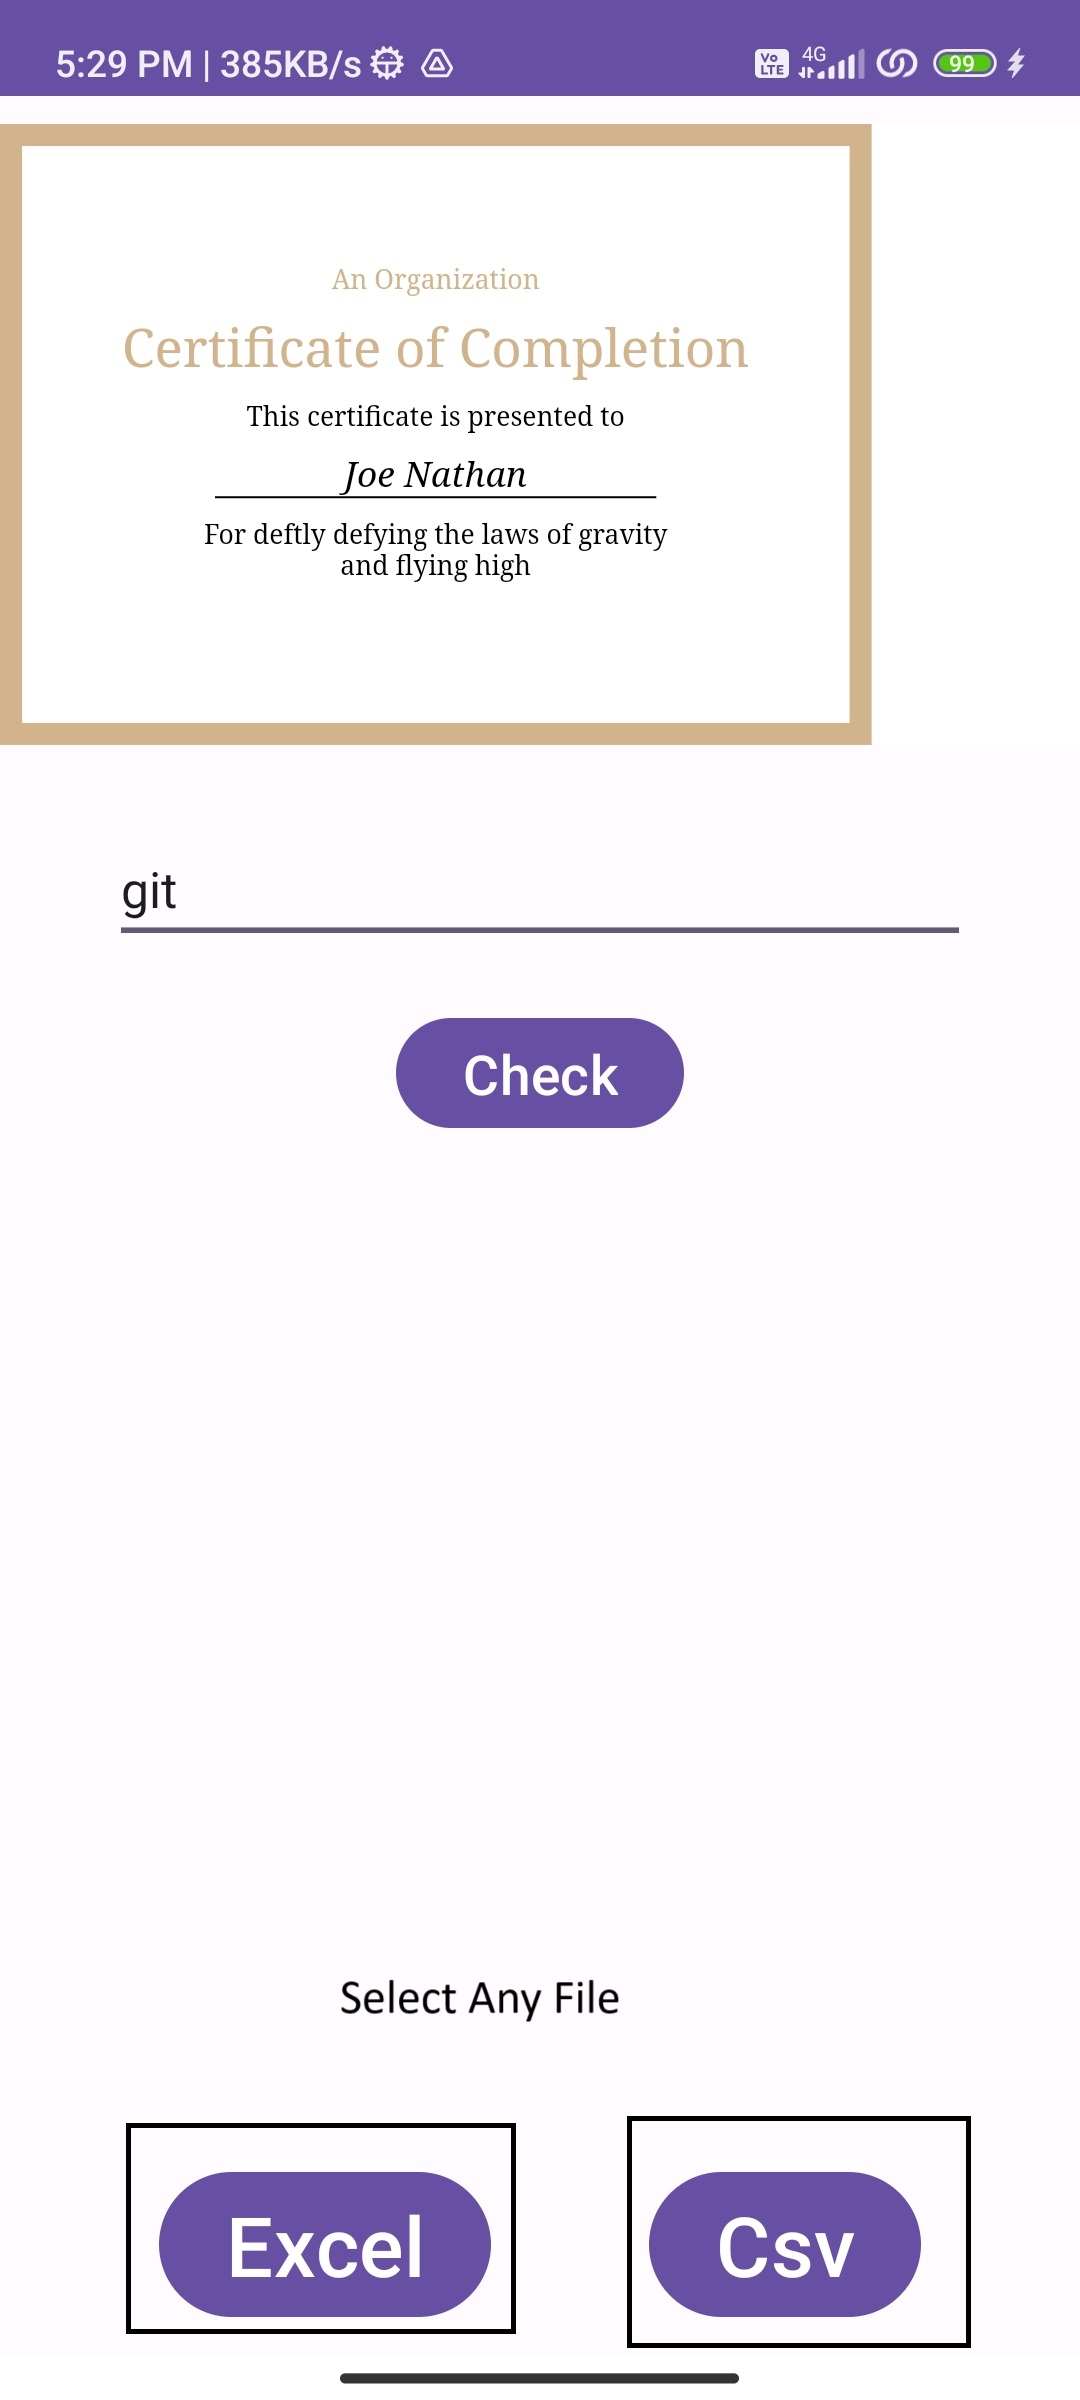 5:29 PM | 385KB/s Vo LTE 4G 99
An Organization
Certificate of Completion
This certificate is presented to
Joe Nathan
For deftly defying the laws of gravity
and flying high
git
Check
Select Any File
Excel
Csv